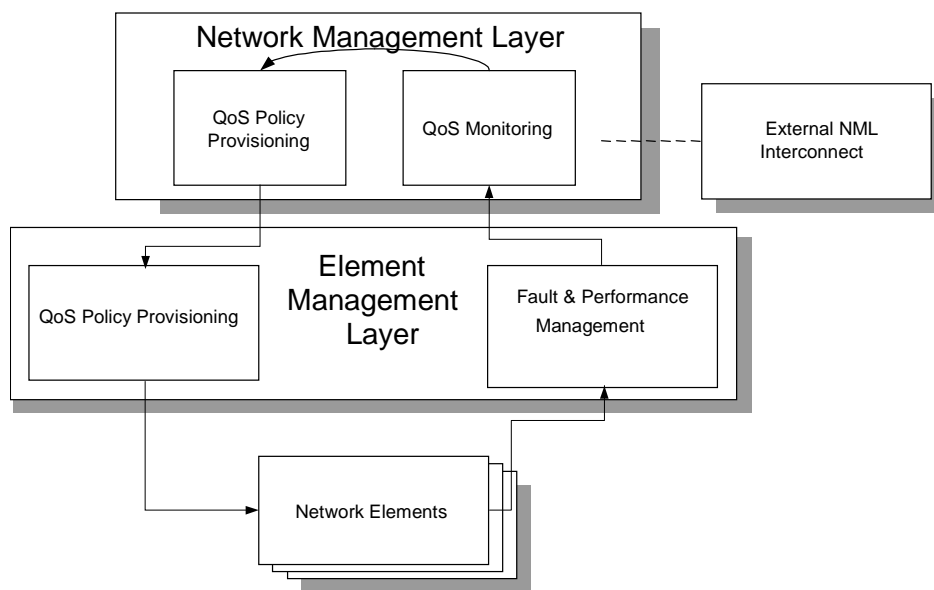 Network Management Layer
QoS Policy
Provisioning
QoS Monitoring
External NML
Interconnect
Element
Management
Layer
QoS Policy Provisioning
Fault & Performance
Management
Network Elements